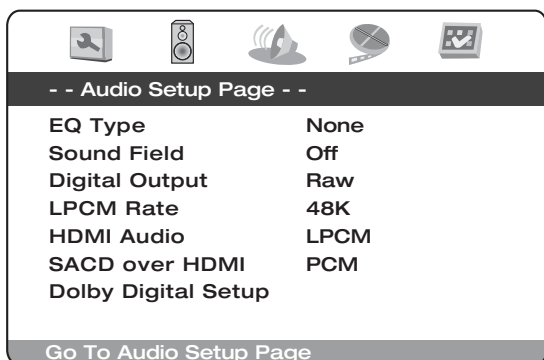 - - Audio Setup Page - -
EQ Type None
Sound Field Off
Digital Output Raw
LPCM Rate 48K
HDMI Audio LPCM
SACD over HDMI PCM
Dolby Digital Setup
Go To Audio Setup Page